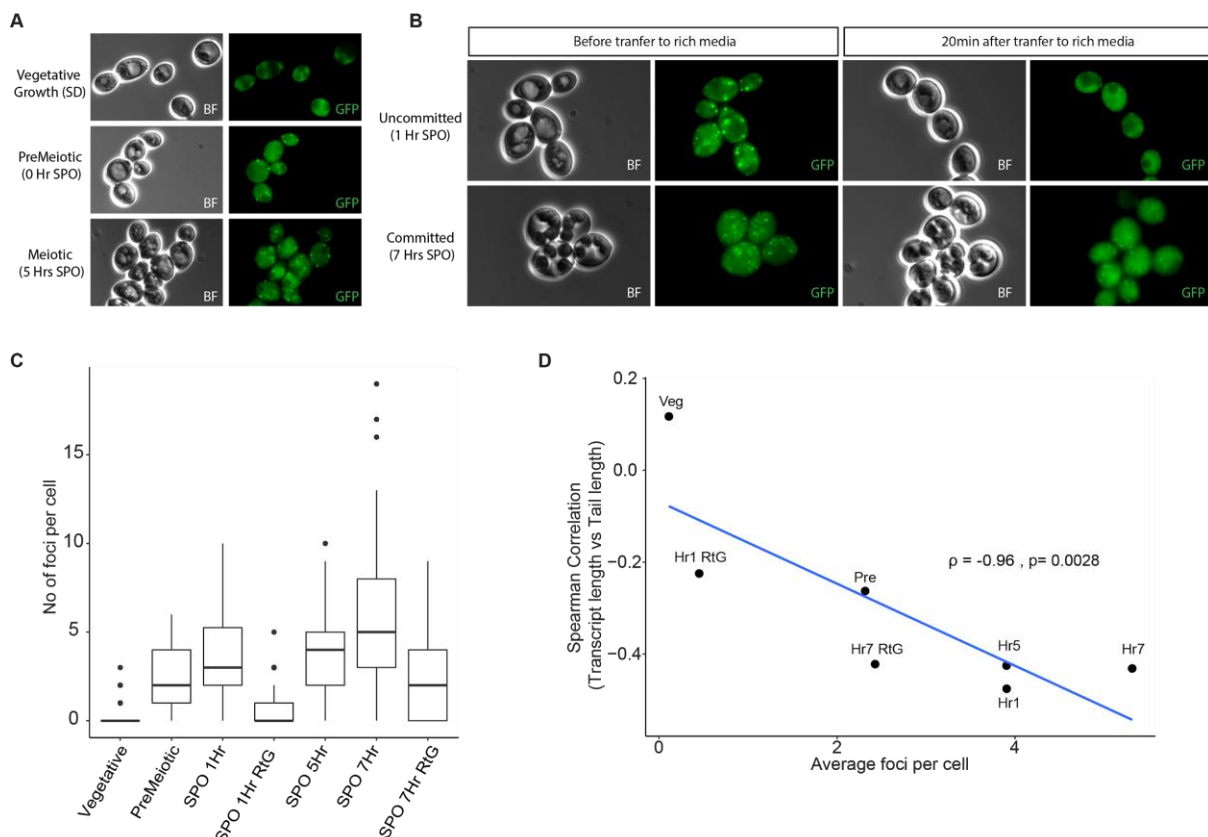 A
Vegetative
Growth (SD)
BF
GFP
PreMeiotic
(0 Hr SPO)
BF
GFP
Meiotic
(5 Hrs SPO)
BF
GFP
B
Before tranfer to rich media
20min after tranfer to rich media
Uncommitted
(1 Hr SPO)
BF
GFP
BF
GFP
Committed
(7 Hrs SPO)
BF
GFP
BF
GFP
C
No of foci per cell
15
10
5
0
Vegetative
PreMeiotic
SPO 1Hr
SPO 1Hr RtG
SPO 5Hr
SPO 7Hr
SPO 7Hr RtG
D
Spearman Correlation
(Transcript length vs Tail length)
0.2
0.0
−0.2
−0.4
Veg
Hr1 RtG
Pre
ρ = -0.96 , p= 0.0028
Hr7 RtG
Hr5
Hr7
Hr1
0
2
4
Average foci per cell